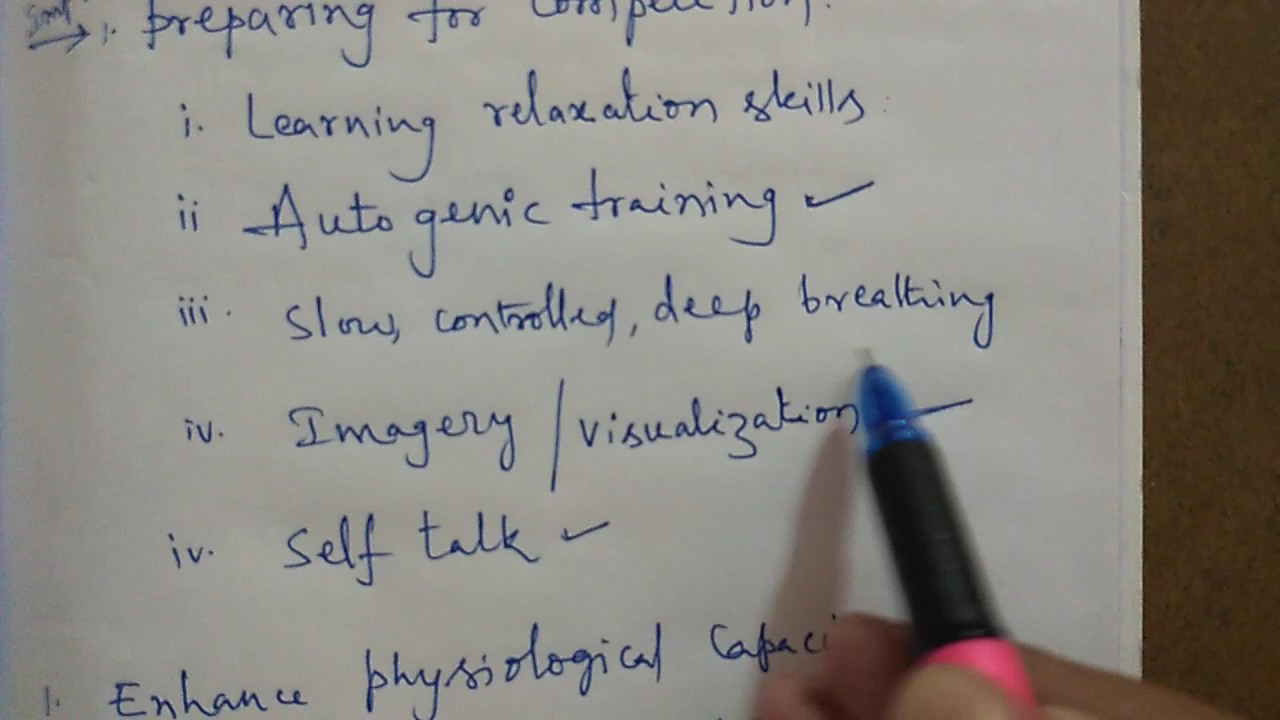 1. Preparing for
i. Learning relaxation skills
ii Autogenic training ✓
iii. Slow, controlled, deep breathing
iv. Imagery / visualization
iv. Self talk ✓
1. Enhance physiological